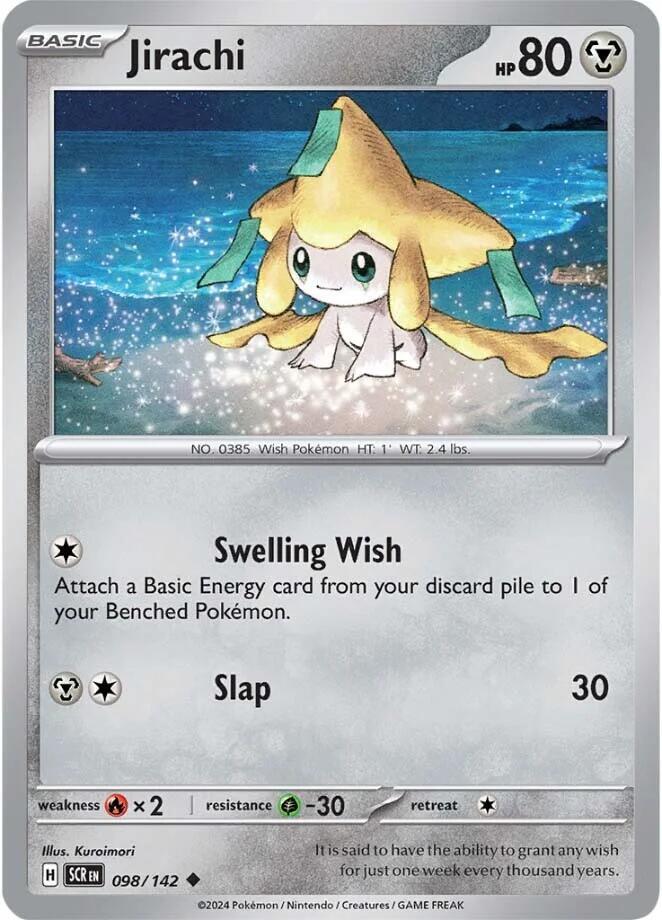 BASIC
Jirachi
HP 80
NO. 0385 Wish Pokémon HT: 1' WT: 2.4 lbs.
Swelling Wish
Attach a Basic Energy card from your discard pile to 1 of
your Benched Pokémon.
Slap 30
weakness ×2 resistance -30 retreat
Illus. Kuroimori
It is said to have the ability to grant any wish
for just one week every thousand years.
H SCR EN 098/142
©2024 Pokémon / Nintendo / Creatures / GAME FREAK